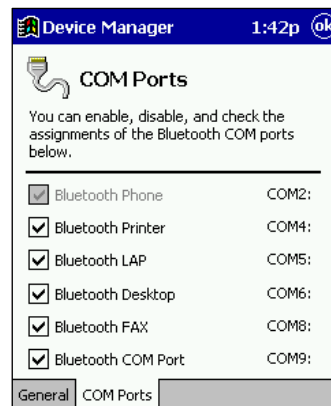 Device Manager 1:42p ok
COM Ports
You can enable, disable, and check the
assignments of the Bluetooth COM ports
below.
Bluetooth Phone COM2:
Bluetooth Printer COM4:
Bluetooth LAP COM5:
Bluetooth Desktop COM6:
Bluetooth FAX COM8:
Bluetooth COM Port COM9:
General COM Ports